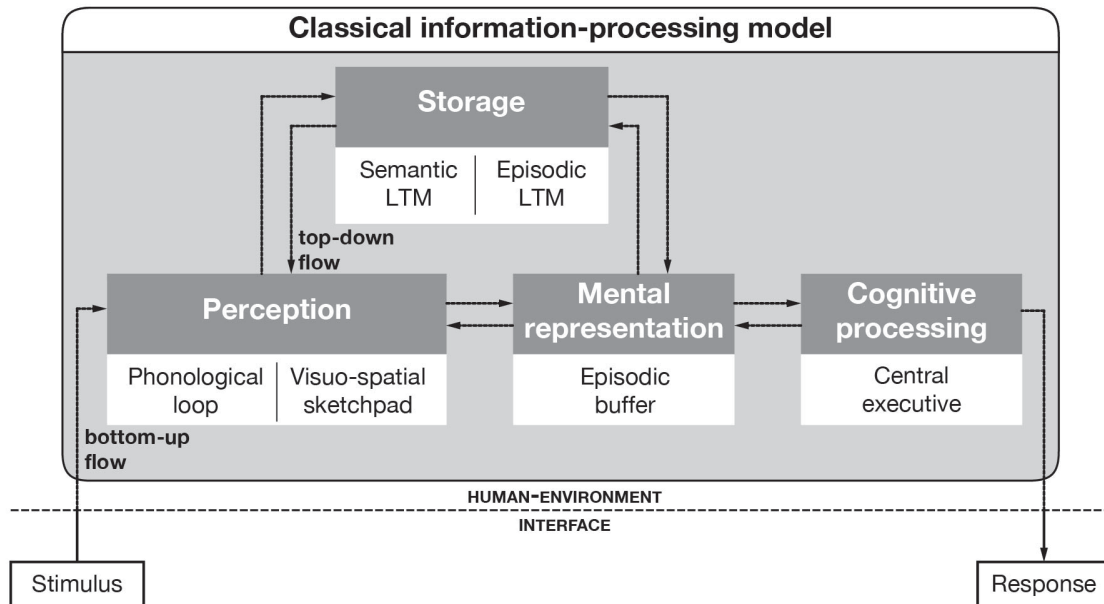 Classical information-processing model
Storage
Semantic
LTM
Episodic
LTM
top-down
flow
Perception
Mental
representation
Cognitive
processing
Phonological
loop
Visuo-spatial
sketchpad
Episodic
buffer
Central
executive
bottom-up
flow
HUMAN-ENVIRONMENT
INTERFACE
Stimulus
Response